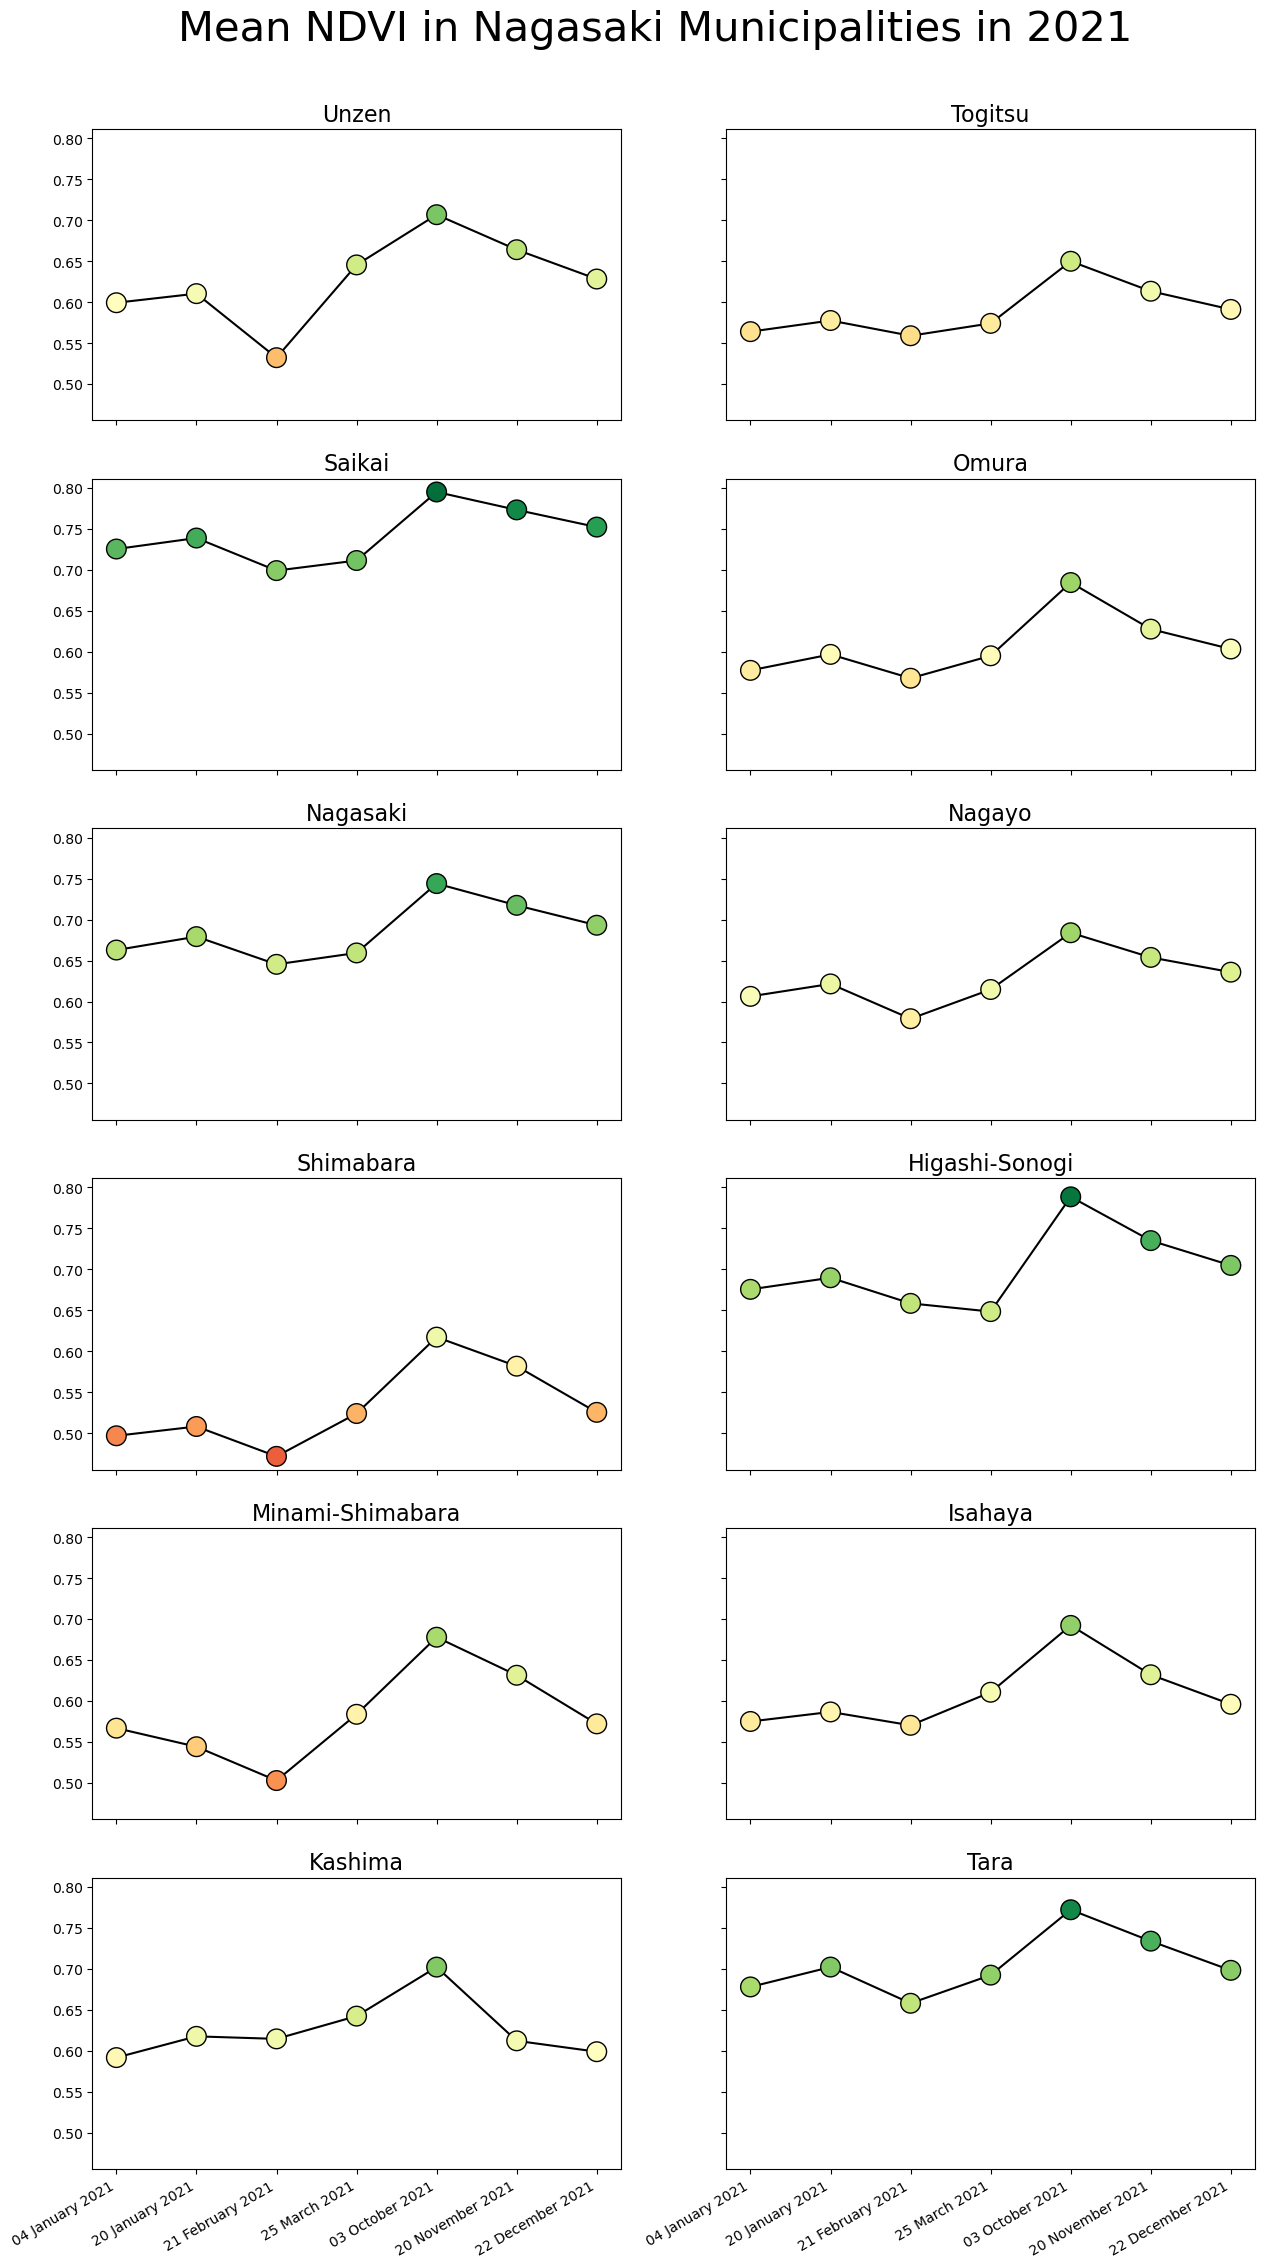 Mean NDVI in Nagasaki Municipalities in 2021
Unzen
0.80
0.75
0.70
0.65
0.60
0.55
0.50
Togitsu
Saikai
0.80
0.75
0.70
0.65
0.60
0.55
0.50
Omura
Nagasaki
0.80
0.75
0.70
0.65
0.60
0.55
0.50
Nagayo
Shimabara
0.80
0.75
0.70
0.65
0.60
0.55
0.50
Higashi-Sonogi
Minami-Shimabara
0.80
0.75
0.70
0.65
0.60
0.55
0.50
Isahaya
Kashima
0.80
0.75
0.70
0.65
0.60
0.55
0.50
04 January 2021
20 January 2021
21 February 2021
25 March 2021
03 October 2021
20 November 2021
22 December 2021
Tara
04 January 2021
20 January 2021
21 February 2021
25 March 2021
03 October 2021
20 November 2021
22 December 2021